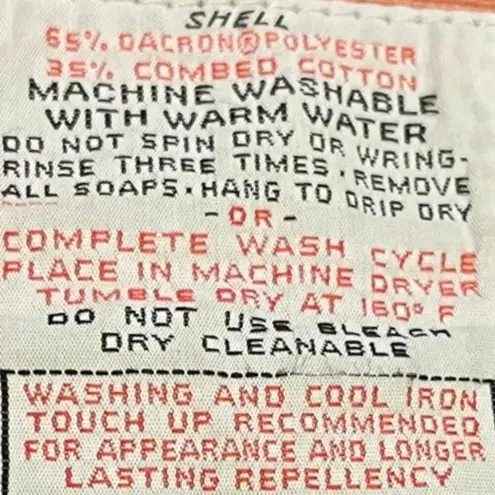 SHELL
65% DACRON® POLYESTER
35% COMBED COTTON
MACHINE WASHABLE
WITH WARM WATER
DO NOT SPIN DRY OR WRING-
RINSE THREE TIMES. REMOVE
ALL SOAPS. HANG TO DRIP DRY
- OR -
COMPLETE WASH CYCLE
PLACE IN MACHINE DRYER
TUMBLE DRY AT 160° F
DO NOT USE BLEACH
DRY CLEANABLE
WASHING AND COOL IRON
TOUCH UP RECOMMENDED
FOR APPEARANCE AND LONGER
LASTING REPELLENCY